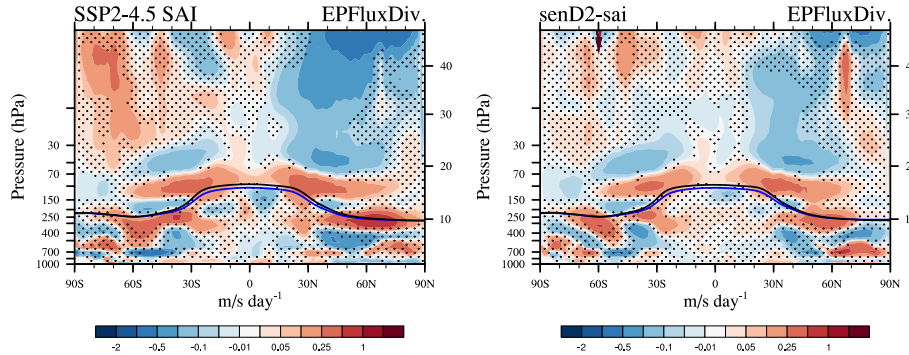 SSP2-4.5 SAI EPFluxDiv.
Pressure (hPa)
30
70
150
250
400
700
1000
40
30
20
10
90S 60S 30S 0 30N 60N 90N
m/s day-1
-2 -0.5 -0.1 -0.01 0.05 0.25 1
senD2-sai EPFluxDiv.
Pressure (hPa)
30
70
150
250
400
700
1000
4
3
2
1
90S 60S 30S 0 30N 60N 90N
m/s day-1
-2 -0.5 -0.1 -0.01 0.05 0.25 1